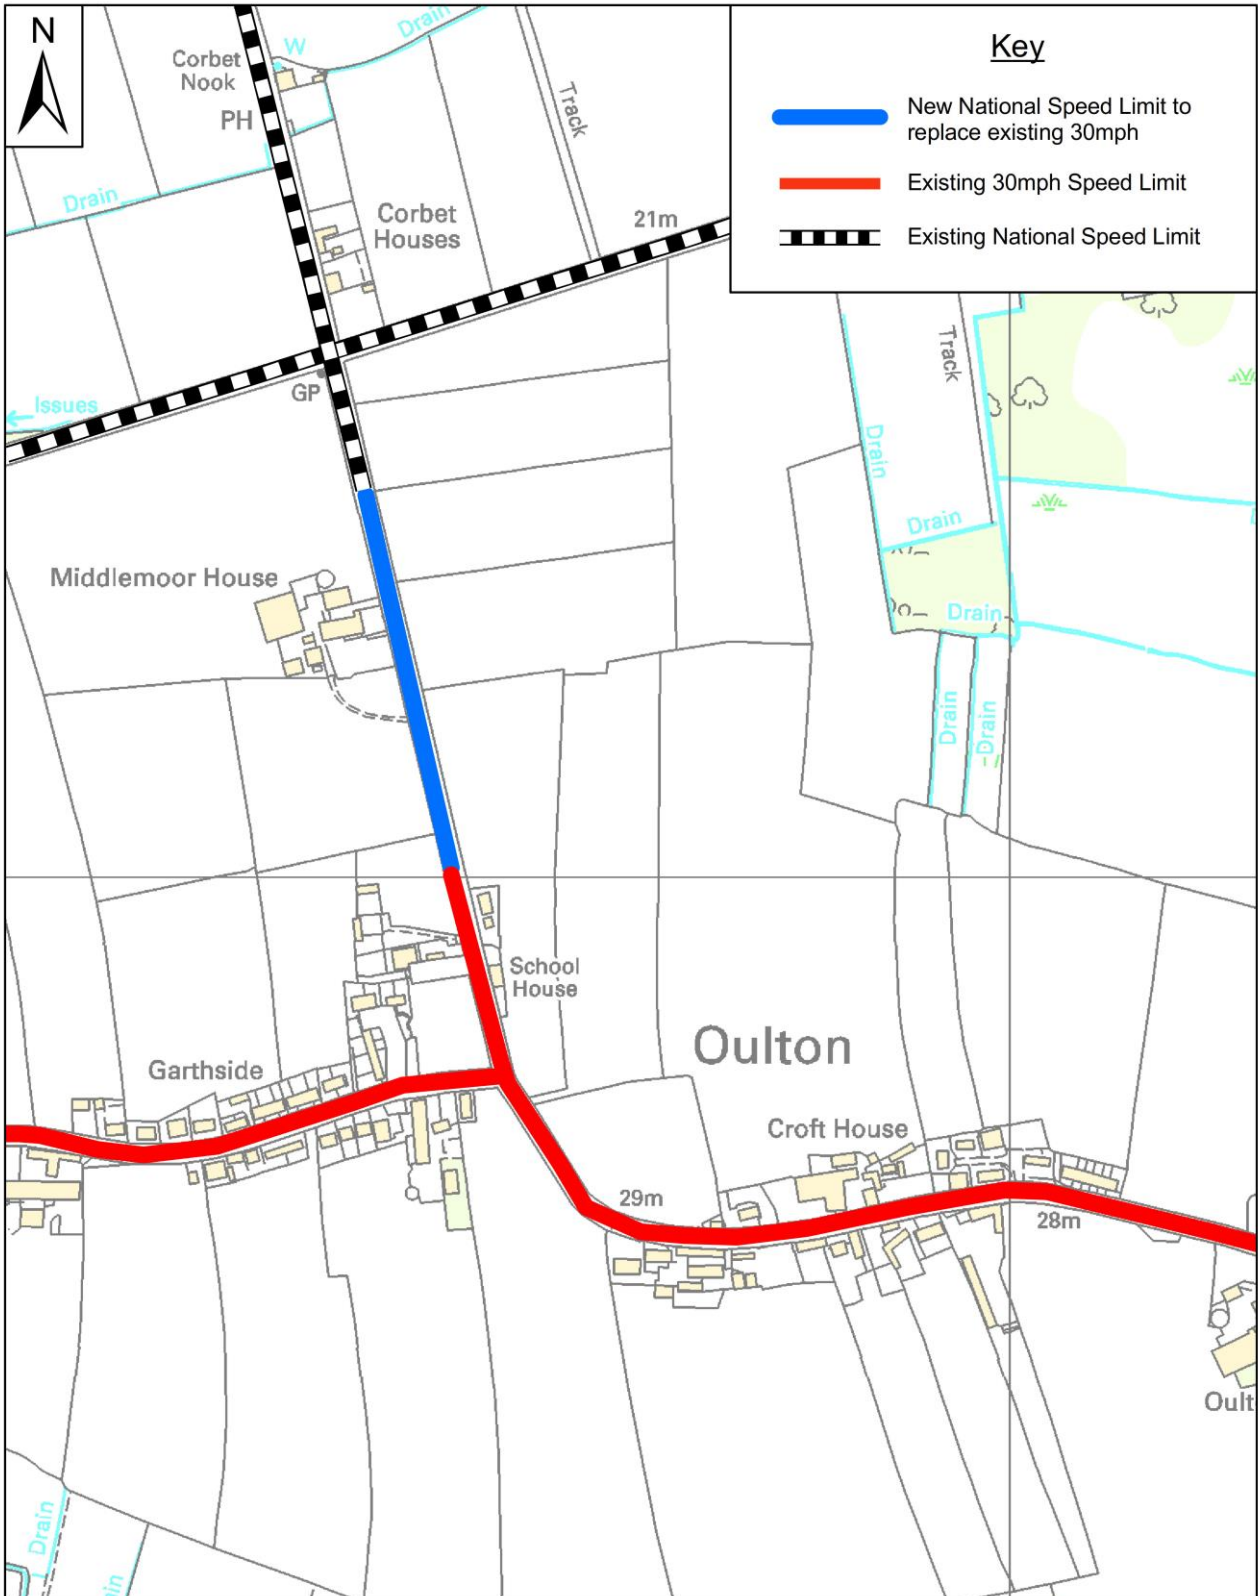 N
Corbet
Nook
PH
W
Drain
Track
Key
New National Speed Limit to
replace existing 30mph
Existing 30mph Speed Limit
Existing National Speed Limit
Drain
Corbet
Houses
21m
GP
Issues
Track
Drain
Drain
Middlemoor House
Drain
Drain
Drain
School
House
Oulton
Garthside
Croft House
29m
28m
Oult
Drain
in